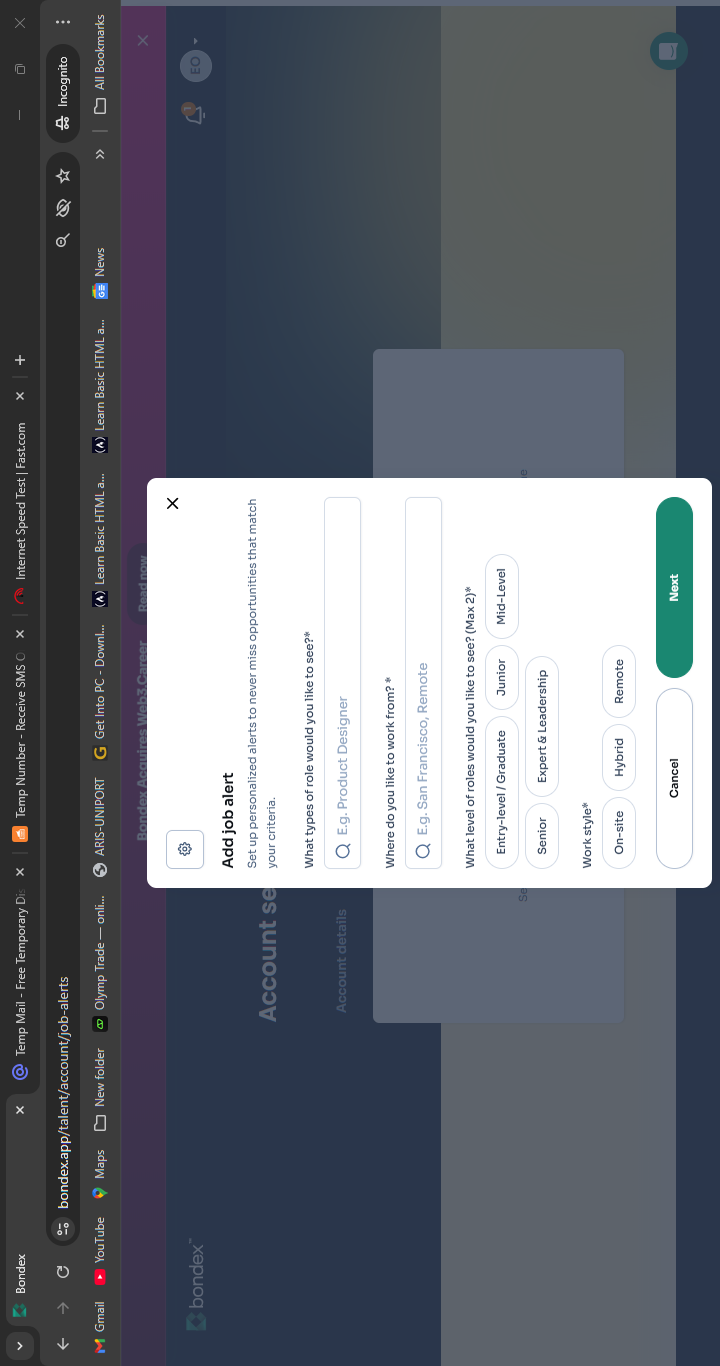 Bondex
Temp Mail - Free Temporary Dis
Temp Number - Receive SMS O
Internet Speed Test | Fast.com
bondex.app/talent/account/job-alerts
Incognito
Gmail
YouTube
Maps
New folder
Olymp Trade — onli...
ARIS-UNIPORT
Get Into PC - Downl...
Learn Basic HTML a...
Learn Basic HTML a...
News
All Bookmarks
Bondex Acquires Web3 Career
Read now
bondex™
1
EO
Account se
Account details
Add job alert
Set up personalized alerts to never miss opportunities that match
your criteria.
What types of role would you like to see?*
E.g. Product Designer
Where do you like to work from? *
E.g. San Francisco, Remote
What level of roles would you like to see? (Max 2)*
Entry-level / Graduate
Junior
Mid-Level
Senior
Expert & Leadership
Work style*
On-site
Hybrid
Remote
Cancel
Next